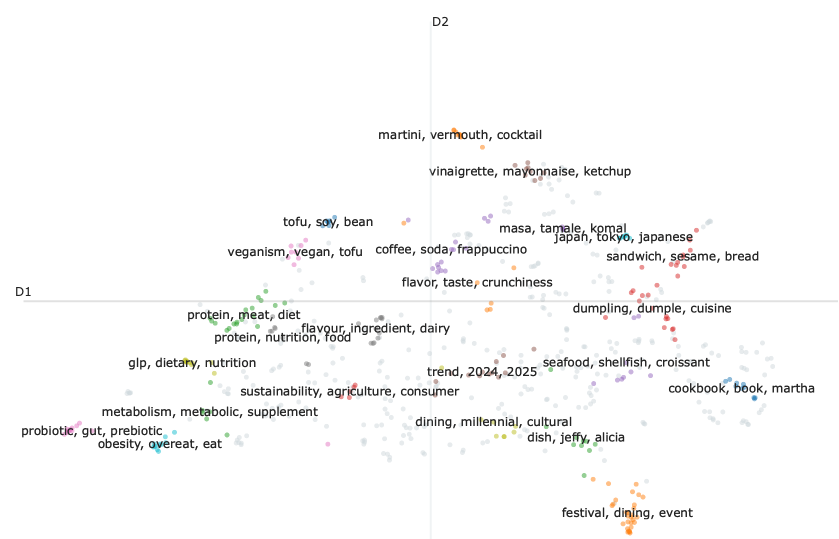 D2
martini, vermouth, cocktail
vinaigrette, mayonnaise, ketchup
tofu, soy, bean
masa, tamale, komal
japan, tokyo, japanese
veganism, vegan, tofu
coffee, soda, frappuccino
sandwich, sesame, bread
flavor, taste, crunchiness
D1
dumpling, dumple, cuisine
protein, meat, diet
flavour, ingredient, dairy
protein, nutrition, food
glp, dietary, nutrition
seafood, shellfish, croissant
trend, 2024, 2025
sustainability, agriculture, consumer
cookbook, book, martha
metabolism, metabolic, supplement
dining, millennial, cultural
probiotic, gut, prebiotic
dish, jeffy, alicia
obesity, overeat, eat
festival, dining, event